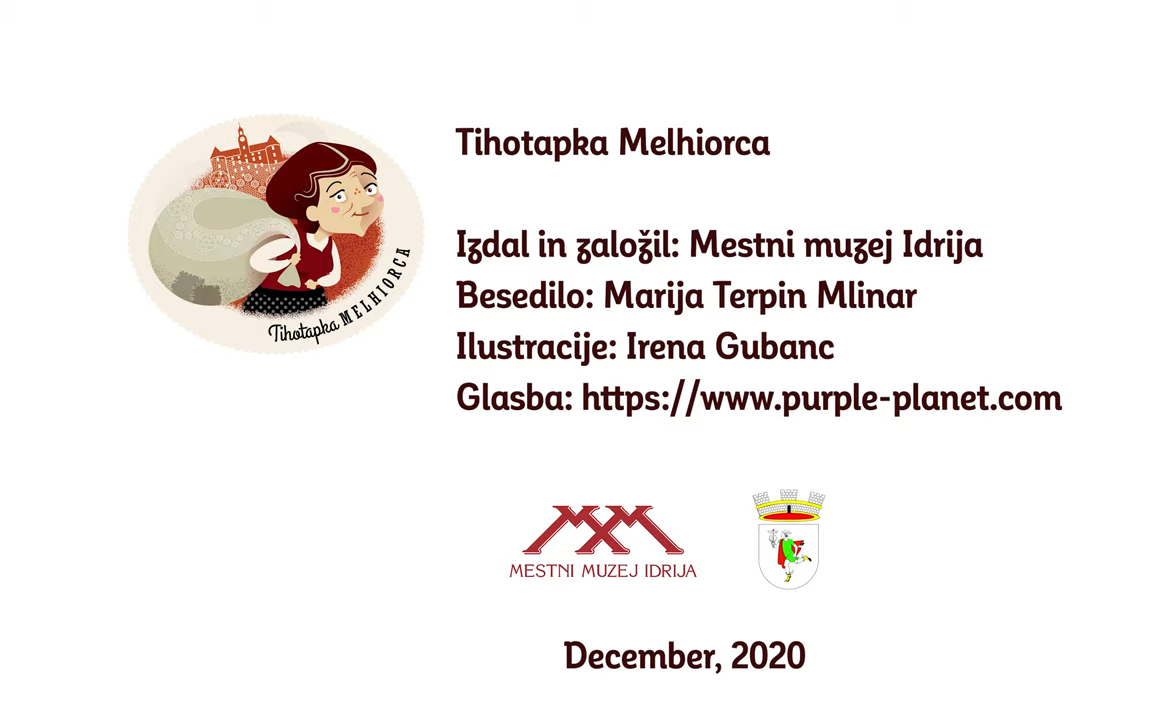 Tihotapka MELHIORCA
Tihotapka Melhiorca
Izdal in založil: Mestni muzej Idrija
Besedilo: Marija Terpin Mlinar
Ilustracije: Irena Gubanc
Glasba: https://www.purple-planet.com
MESTNI MUZEJ IDRIJA
December, 2020